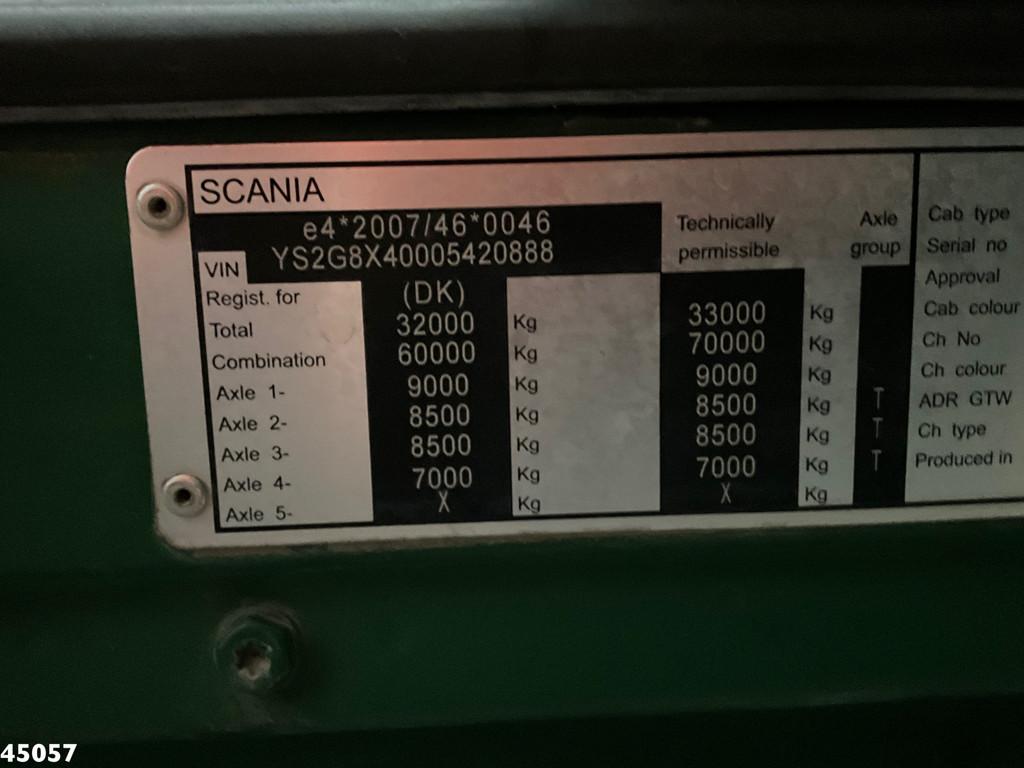 SCANIA
e4*2007/46*0046
VIN YS2G8X40005420888
Technically permissible
Axle group
Regist. for (DK)
Total 32000 Kg 33000 Kg
Combination 60000 Kg 70000 Kg
Axle 1- 9000 Kg 9000 Kg
Axle 2- 8500 Kg 8500 Kg T
Axle 3- 8500 Kg 8500 Kg T
Axle 4- 7000 Kg 7000 Kg T
Axle 5- X Kg X Kg
Cab type
Serial no
Approval
Cab colour
Ch No
Ch colour
ADR GTW
Ch type
Produced in
45057